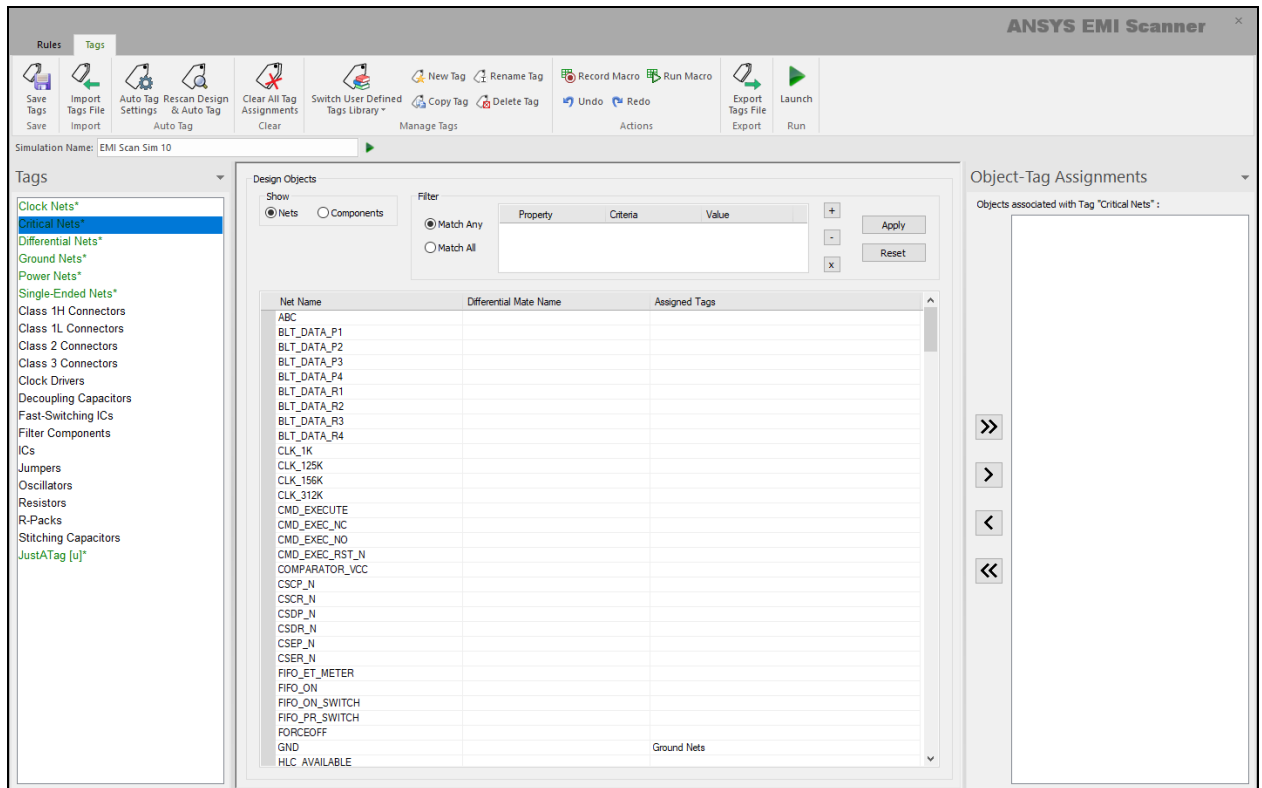 ANSYS EMI Scanner
Rules Tags
Save Tags
Import Tags File
Auto Tag Settings
Rescan Design & Auto Tag
Clear All Tag Assignments
Switch User Defined Tags Library
New Tag Rename Tag
Copy Tag Delete Tag
Record Macro Run Macro
Undo Redo
Export Tags File
Launch
Save Import Auto Tag Clear Manage Tags Actions Export Run
Simulation Name: EMI Scan Sim 10
Tags
Clock Nets*
Critical Nets*
Differential Nets*
Ground Nets*
Power Nets*
Single-Ended Nets*
Class 1H Connectors
Class 1L Connectors
Class 2 Connectors
Class 3 Connectors
Clock Drivers
Decoupling Capacitors
Fast-Switching ICs
Filter Components
ICs
Jumpers
Oscillators
Resistors
R-Packs
Stitching Capacitors
JustATag [u]*
Design Objects
Show
Nets Components
Filter
Match Any
Match All
Property Criteria Value
+
-
x
Apply
Reset
Net Name Differential Mate Name Assigned Tags
ABC
BLT_DATA_P1
BLT_DATA_P2
BLT_DATA_P3
BLT_DATA_P4
BLT_DATA_R1
BLT_DATA_R2
BLT_DATA_R3
BLT_DATA_R4
CLK_1K
CLK_125K
CLK_156K
CLK_312K
CMD_EXECUTE
CMD_EXEC_NC
CMD_EXEC_NO
CMD_EXEC_RST_N
COMPARATOR_VCC
CSCP_N
CSCR_N
CSDP_N
CSDR_N
CSEP_N
CSER_N
FIFO_ET_METER
FIFO_ON
FIFO_ON_SWITCH
FIFO_PR_SWITCH
FORCEOFF
GND Ground Nets
HLC_AVAILABLE
Object-Tag Assignments
Objects associated with Tag "Critical Nets" :